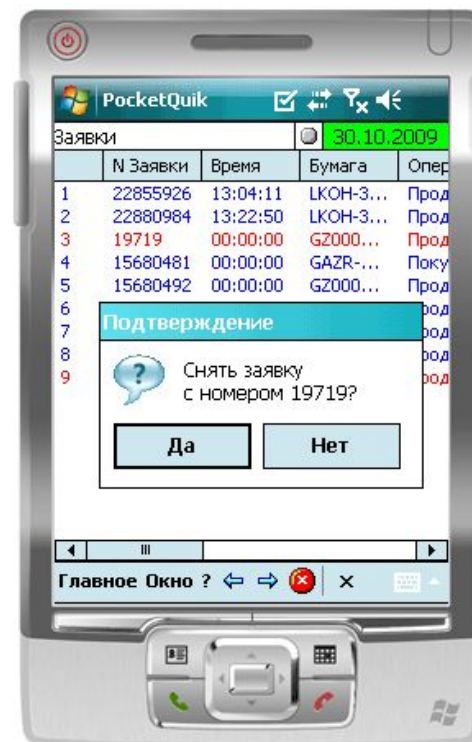 PocketQuik
Заявки 30.10.2009
N Заявки Время Бумага Опер
1 22855926 13:04:11 LKOH-3... Прод
2 22880984 13:22:50 LKOH-3... Прод
3 19719 00:00:00 GZ000... Прод
4 15680481 00:00:00 GAZR-... Поку
5 15680492 00:00:00 GZ000... Прод
6
7
8
9
Подтверждение
Снять заявку
с номером 19719?
Да Нет
Главное Окно ?